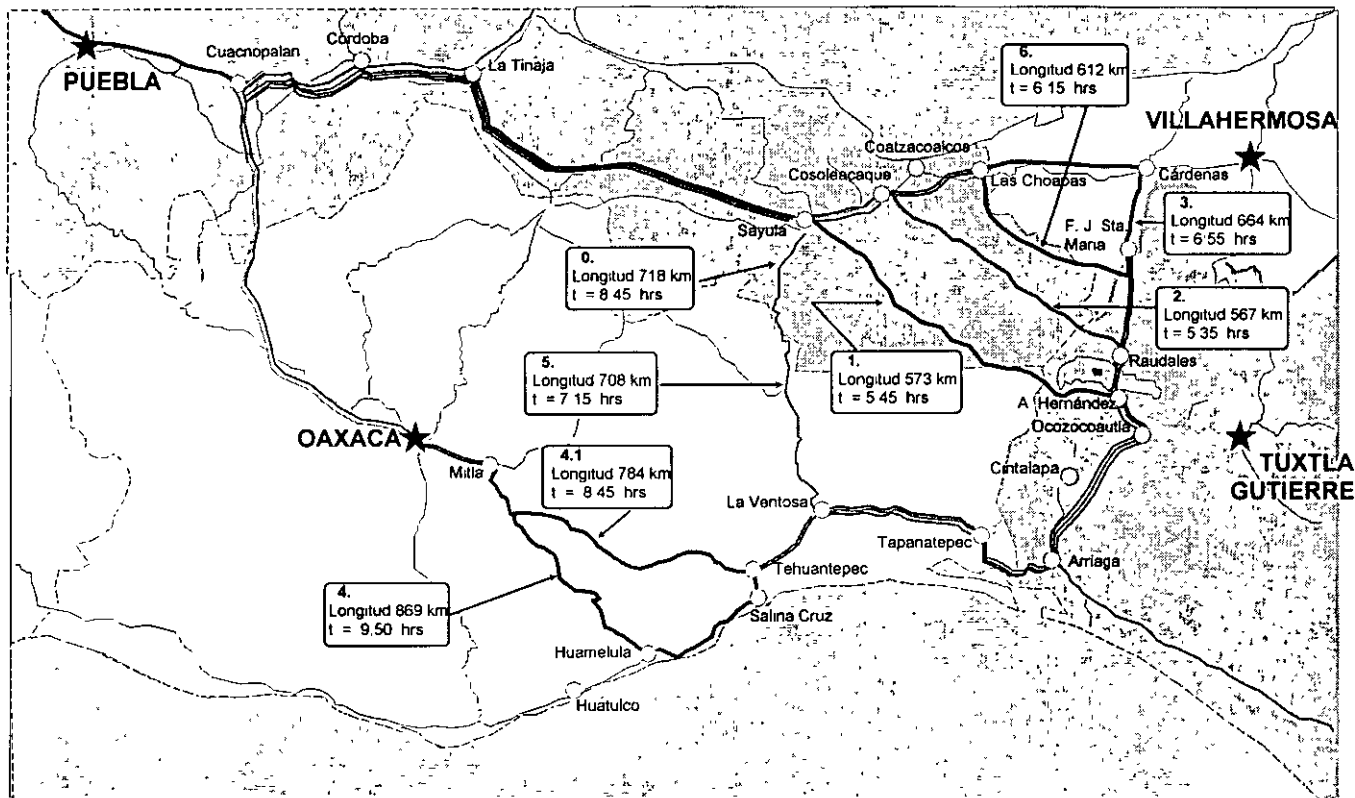 PUEBLA
Cuacnopalan
Córdoba
La Tinaja
6.
Longitud 612 km
t = 6 15 hrs
VILLAHERMOSA
Coatzacoalcos
Cosoleacaque
Las Choapas
Cárdenas
Sayula
F. J Sta.
Maria
3.
Longitud 664 km
t = 6'55 hrs
0.
Longitud 718 km
t = 8 45 hrs
2.
Longitud 567 km
t = 5 35 hrs
5.
Longitud 708 km
t = 7 15 hrs
1.
Longitud 573 km
t = 5 45 hrs
Raudales
A Hernández
Ocozocoautla
OAXACA
Mitla
4.1
Longitud 784 km
t = 8 45 hrs
Cintalapa
TUXTLA
GUTIERRE
La Ventosa
Tapanatepec
Arriaga
Tehuantepec
4.
Longitud 869 km
t = 9.50 hrs
Salina Cruz
Huamelula
Huatulco